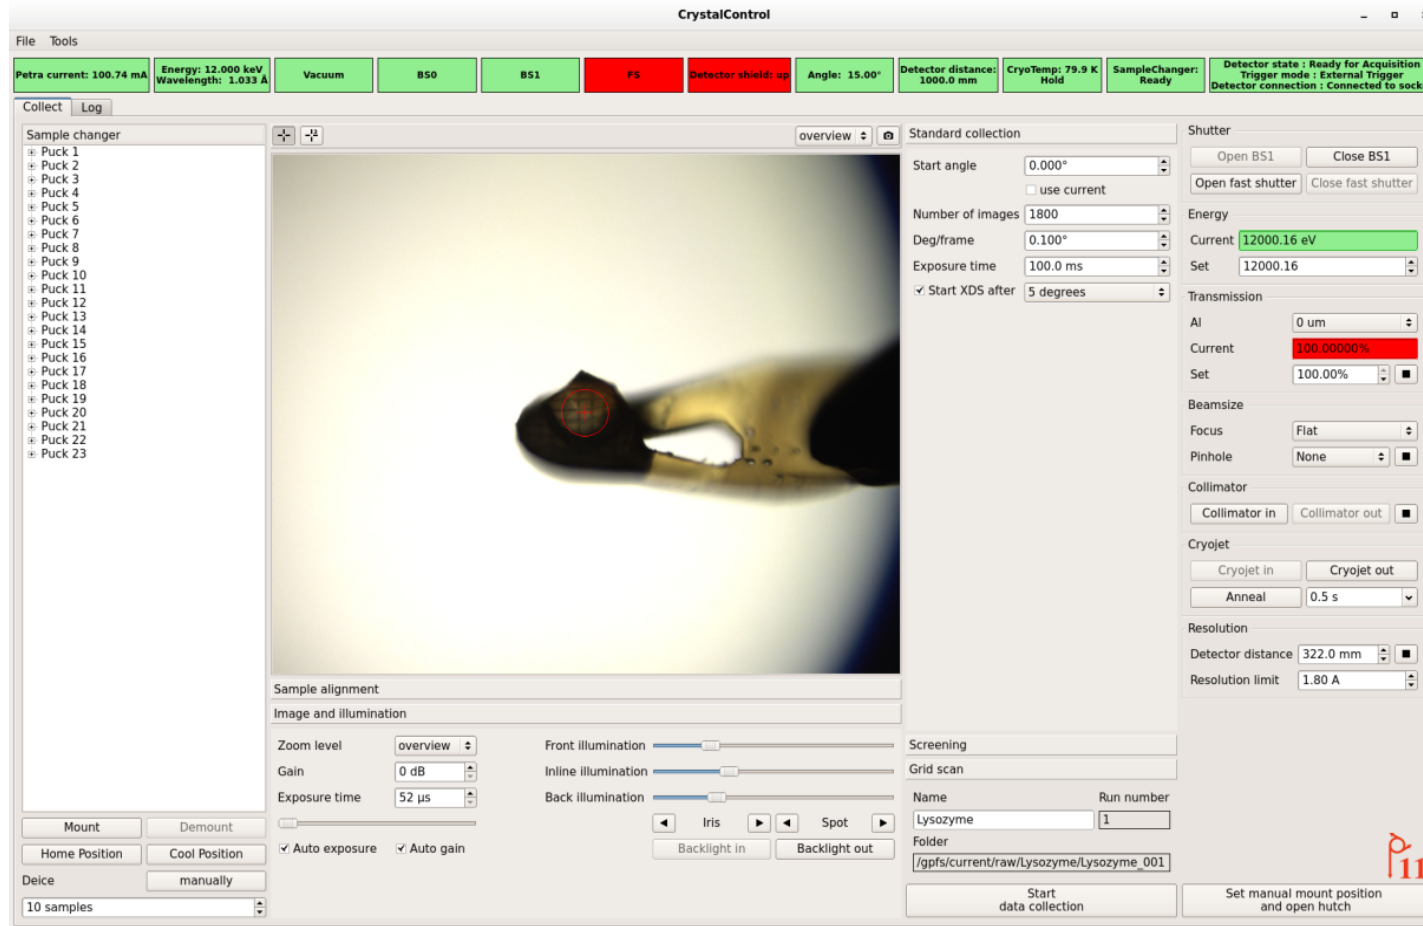 CrystalControl
File Tools
Petra current: 100.74 mA
Energy: 12.000 keV
Wavelength: 1.033 Å
Vacuum
BS0
BS1
FS
Detector shield: up
Angle: 15.00°
Detector distance:
1000.0 mm
CryoTemp: 79.9 K
Hold
SampleChanger:
Ready
Detector state : Ready for Acquisition
Trigger mode : External Trigger
Detector connection : Connected to sock
Collect Log
Sample changer
Puck 1
Puck 2
Puck 3
Puck 4
Puck 5
Puck 6
Puck 7
Puck 8
Puck 9
Puck 10
Puck 11
Puck 12
Puck 13
Puck 14
Puck 15
Puck 16
Puck 17
Puck 18
Puck 19
Puck 20
Puck 21
Puck 22
Puck 23
Mount Demount
Home Position Cool Position
Deice manually
10 samples
overview
Sample alignment
Image and illumination
Zoom level overview
Gain 0 dB
Exposure time 52 µs
Auto exposure Auto gain
Front illumination
Inline illumination
Back illumination
Iris Spot
Backlight in Backlight out
Standard collection
Start angle 0.000°
use current
Number of images 1800
Deg/frame 0.100°
Exposure time 100.0 ms
Start XDS after 5 degrees
Screening
Grid scan
Name Run number
Lysozyme 1
Folder
/gpfs/current/raw/Lysozyme/Lysozyme_001
Start
data collection
Shutter
Open BS1 Close BS1
Open fast shutter Close fast shutter
Energy
Current 12000.16 eV
Set 12000.16
Transmission
Al 0 um
Current 100.00000%
Set 100.00%
Beamsize
Focus Flat
Pinhole None
Collimator
Collimator in Collimator out
Cryojet
Cryojet in Cryojet out
Anneal 0.5 s
Resolution
Detector distance 322.0 mm
Resolution limit 1.80 A
P11
Set manual mount position
and open hutch